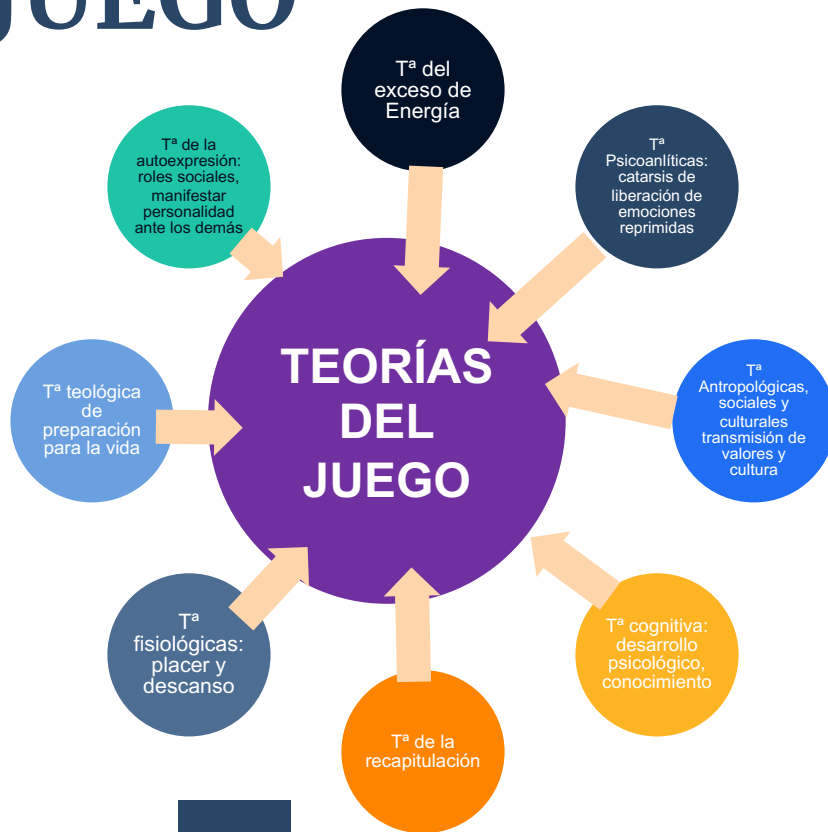 JUEGO
Tª del
exceso de
Energía
Tª
Psicoanlíticas:
catarsis de
liberación de
emociones
reprimidas
Tª
Antropológicas,
sociales y
culturales
transmisión de
valores y
cultura
Tª cognitiva:
desarrollo
psicológico,
conocimiento
Tª de la
recapitulación
Tª
fisiológicas:
placer y
descanso
Tª teológica
de
preparación
para la vida
Tª de la
autoexpresión:
roles sociales,
manifestar
personalidad
ante los demás
TEORÍAS
DEL
JUEGO